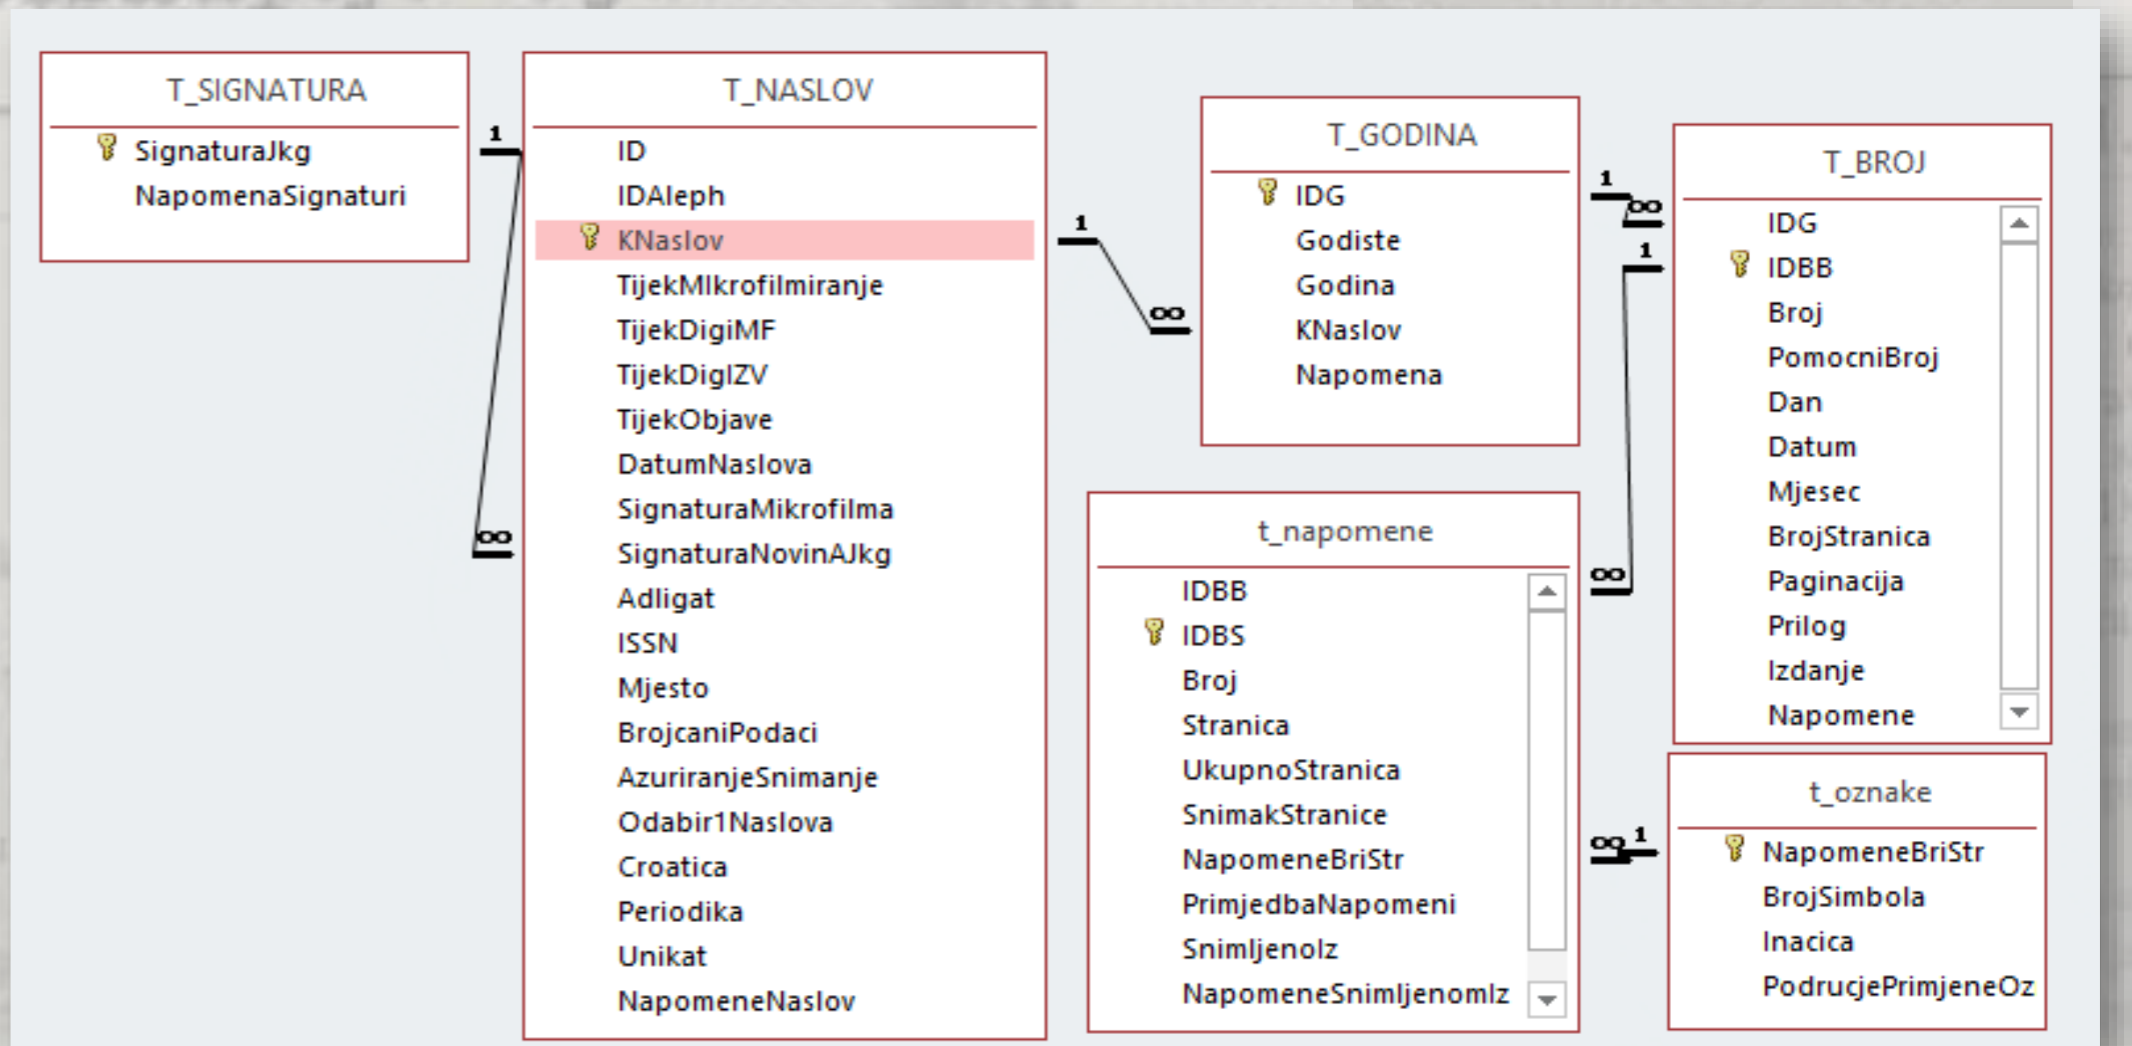 T_SIGNATURA
SignaturaJkg
NapomenaSignaturi
1
∞
T_NASLOV
ID
IDAleph
KNaslov
TijekMIkrofilmiranje
TijekDigiMF
TijekDigIZV
TijekObjave
DatumNaslova
SignaturaMikrofilma
SignaturaNovinAJkg
Adligat
ISSN
Mjesto
BrojcaniPodaci
AzuriranjeSnimanje
Odabir1Naslova
Croatica
Periodika
Unikat
NapomeneNaslov
1
∞
T_GODINA
IDG
Godiste
Godina
KNaslov
Napomena
1
∞
1
∞
T_BROJ
IDG
IDBB
Broj
PomocniBroj
Dan
Datum
Mjesec
BrojStranica
Paginacija
Prilog
Izdanje
Napomene
t_napomene
IDBB
IDBS
Broj
Stranica
UkupnoStranica
SnimakStranice
NapomeneBriStr
PrimjedbaNapomeni
SnimljenoIz
NapomeneSnimljenomIz
∞ 1
t_oznake
NapomeneBriStr
BrojSimbola
Inacica
PodrucjePrimjeneOz